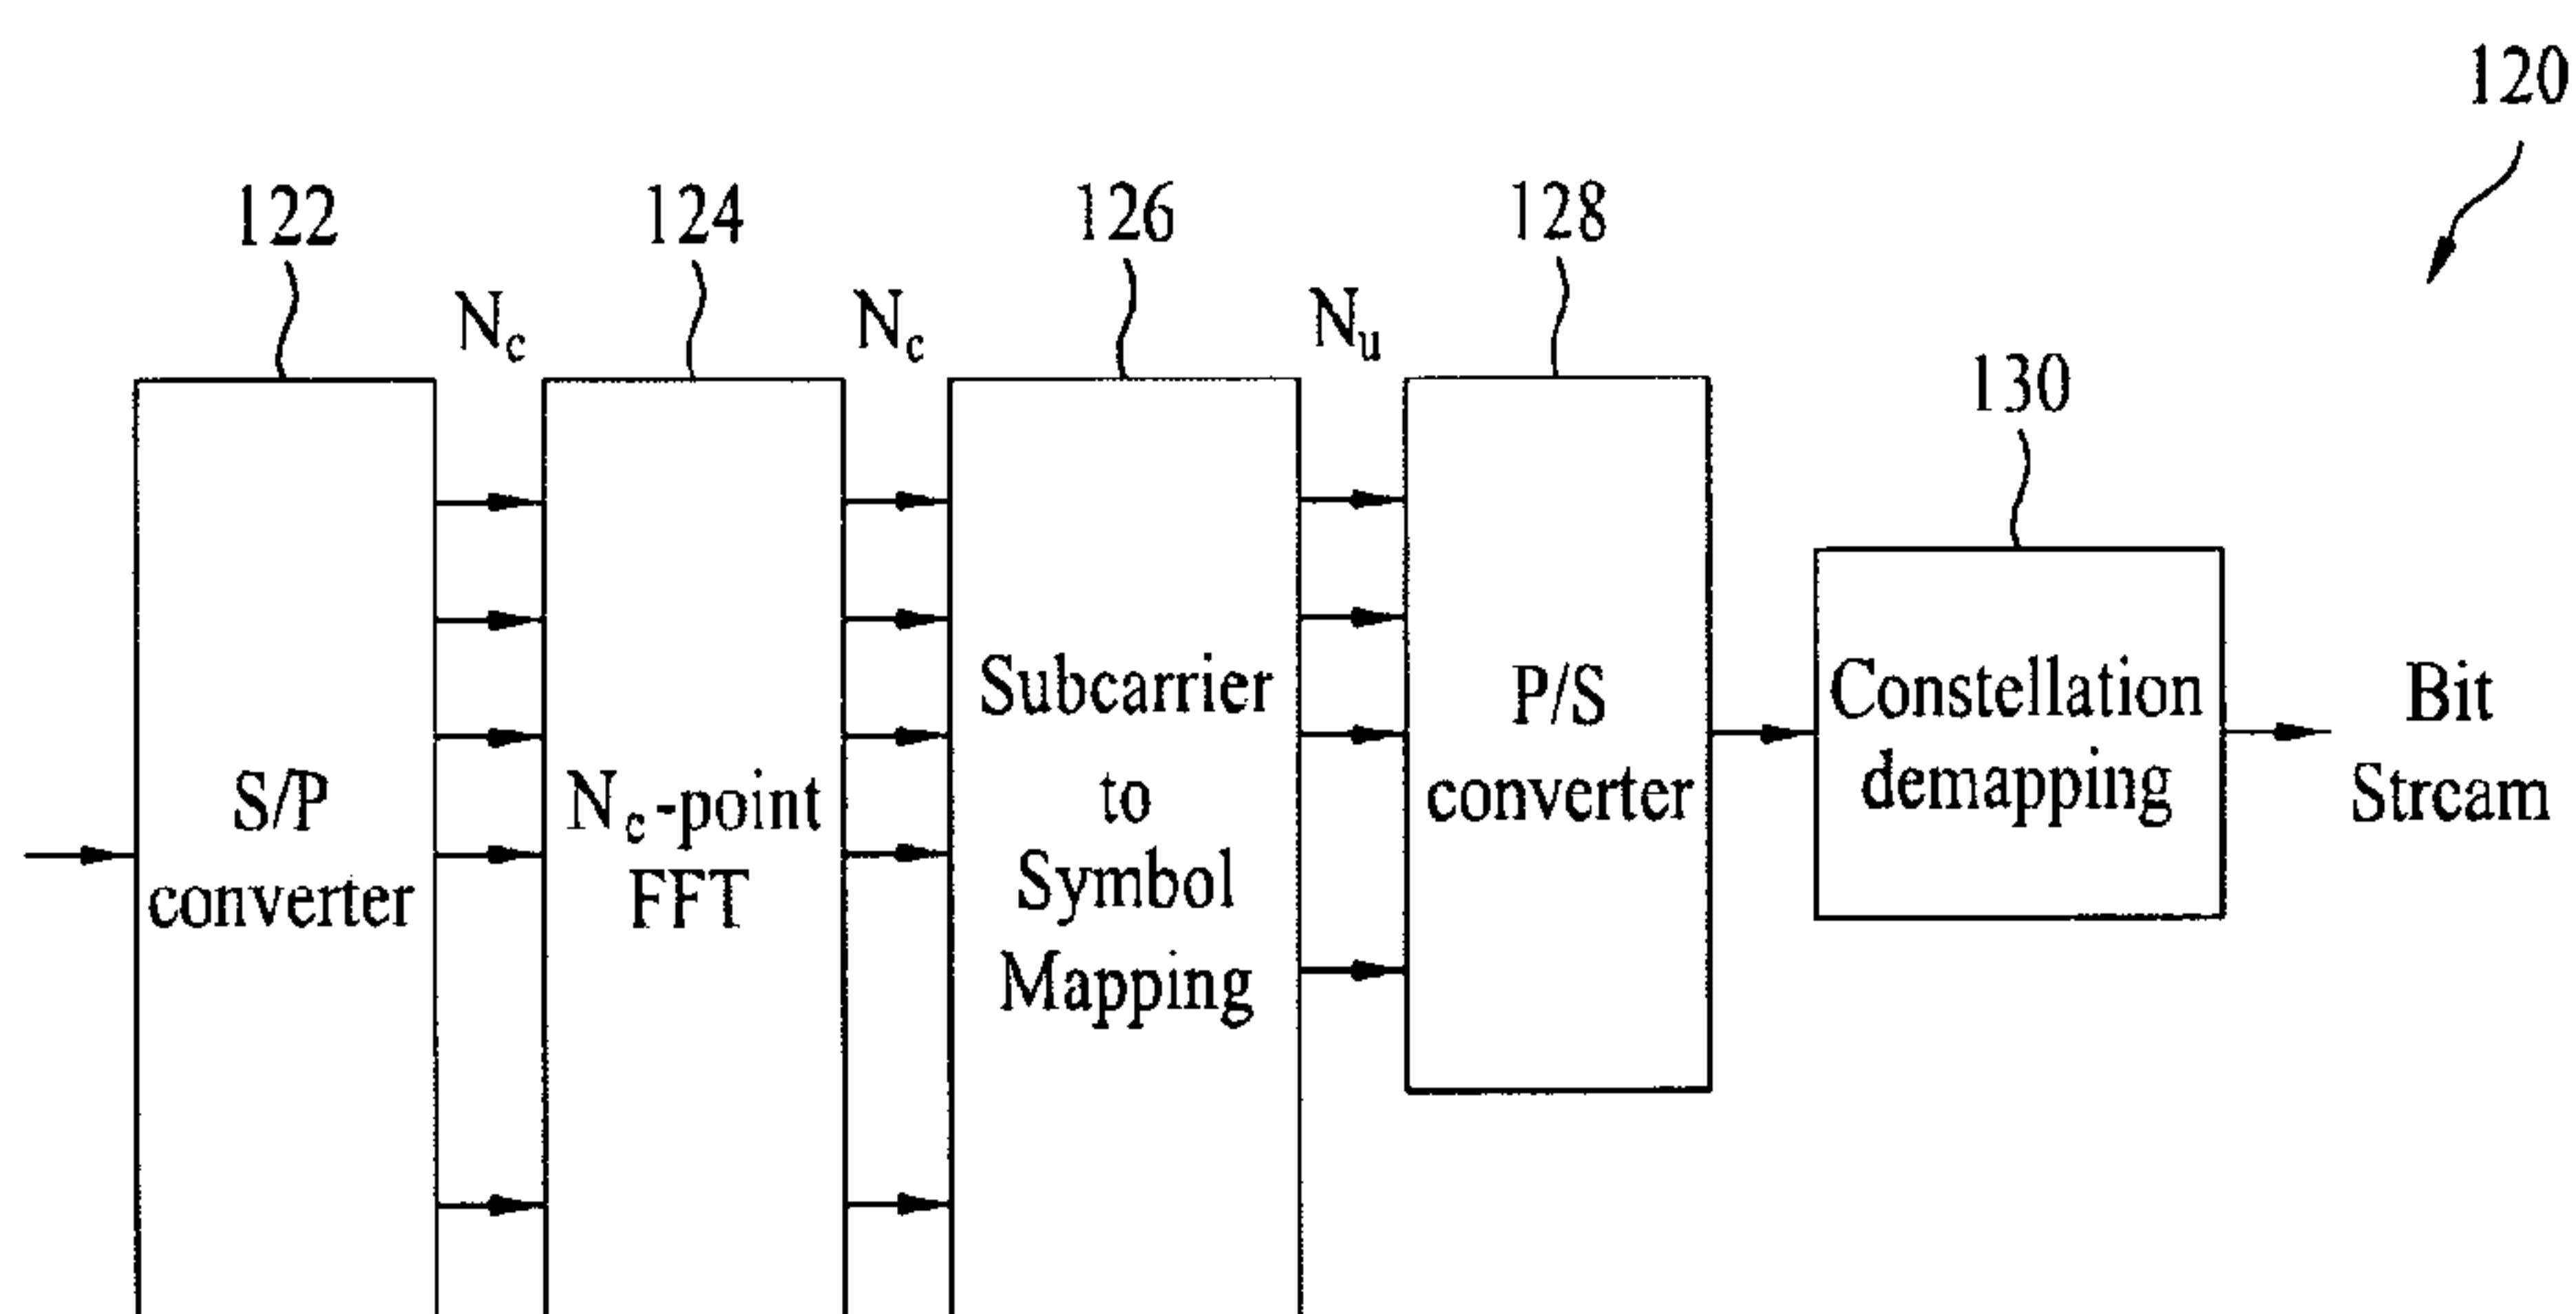 120
122
124
126
128
130
N_c
N_c
N_u
S/P
converter
N_c-point
FFT
Subcarrier
to
Symbol
Mapping
P/S
converter
Constellation
demapping
Bit
Stream